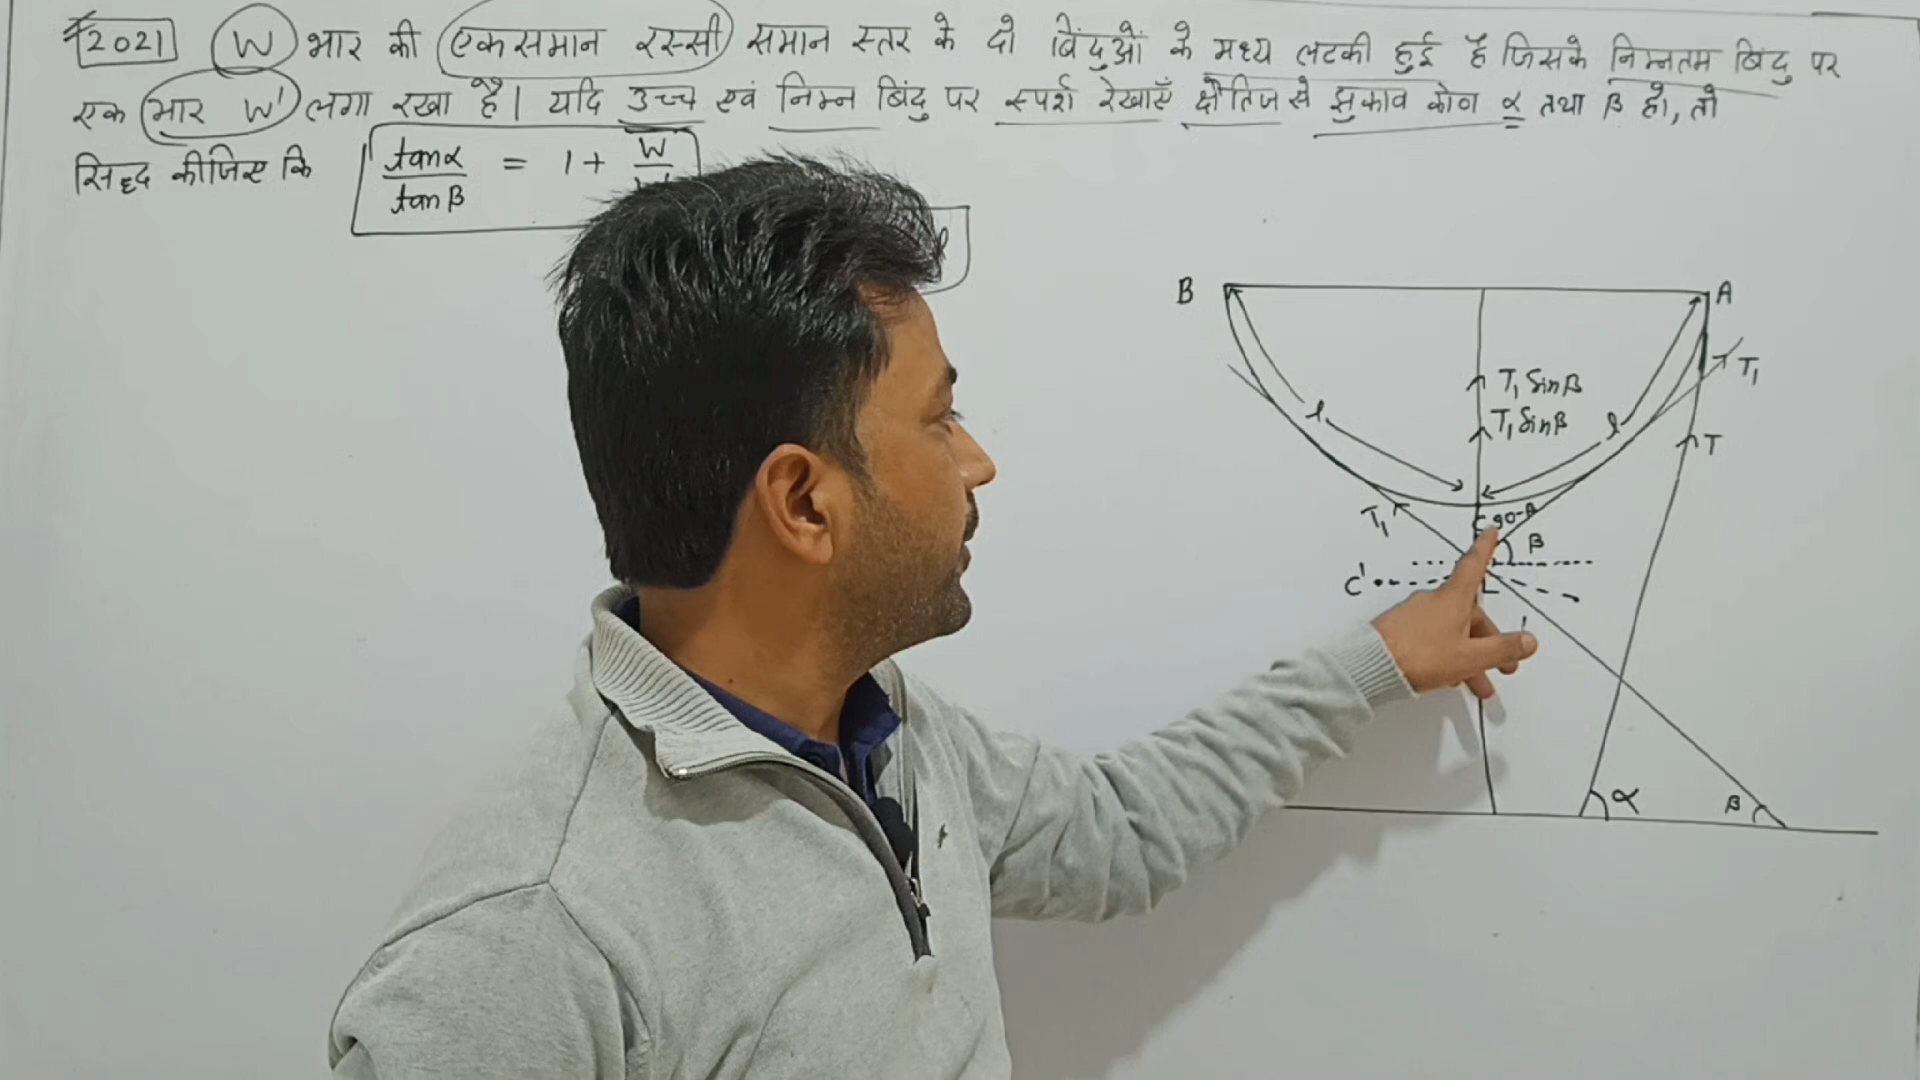 2021 W भार की एकसमान रस्सी समान स्तर के दो बिंदुओं के मध्य लटकी हुई है जिसके निम्नतम बिंदु पर
एक भार W' लगा रखा है। यदि उच्च एवं निम्न बिंदु पर स्पर्श रेखाएँ क्षैतिज से झुकाव कोण α तथा β हो, तो
सिद्ध कीजिए कि tanα / tanβ = 1 + W
B
A
T₁ sinβ
T₁
T₁ sinβ
l
l
T
T₁
90-β
β
C'
α
β